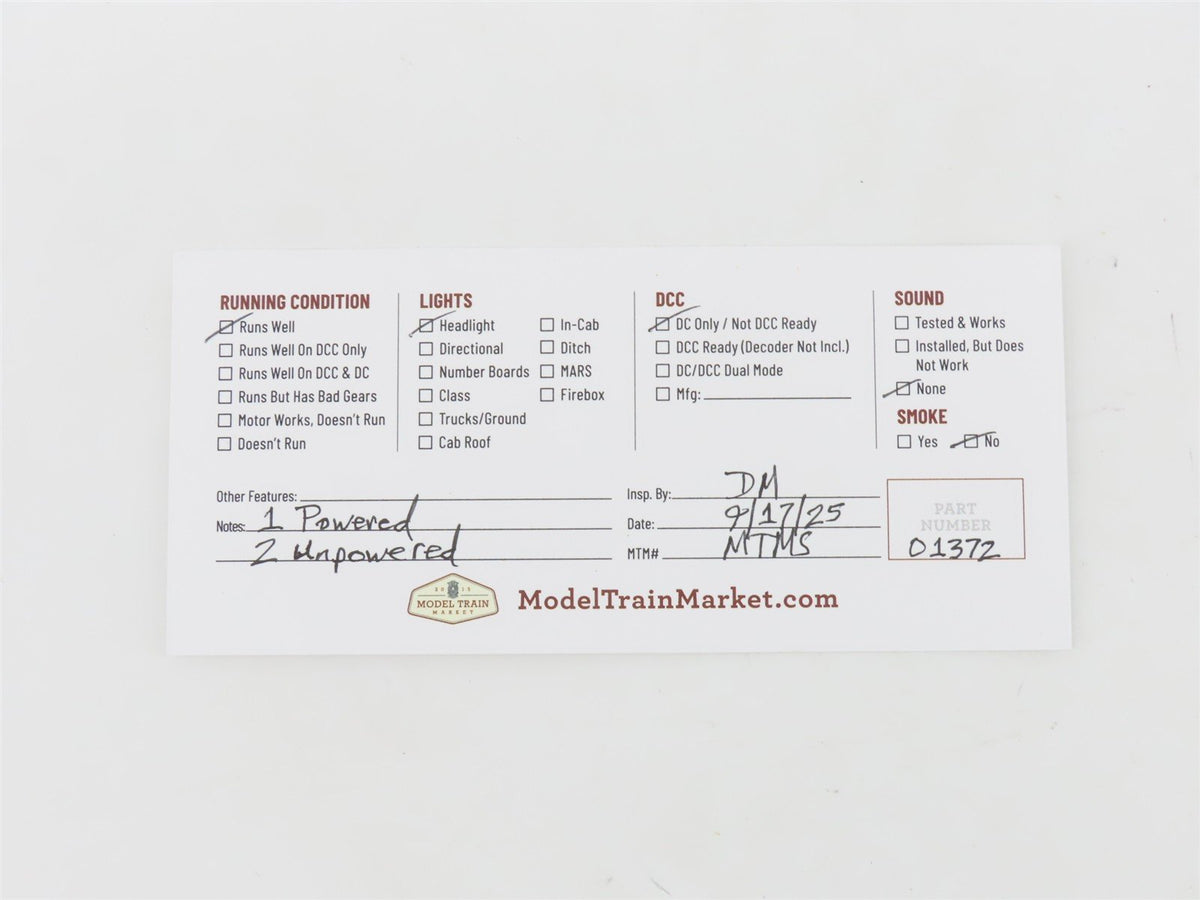 RUNNING CONDITION
Runs Well
Runs Well On DCC Only
Runs Well On DCC & DC
Runs But Has Bad Gears
Motor Works, Doesn't Run
Doesn't Run
LIGHTS
Headlight
Directional
Number Boards
Class
Trucks/Ground
Cab Roof
In-Cab
Ditch
MARS
Firebox
DCC
DC Only / Not DCC Ready
DCC Ready (Decoder Not Incl.)
DC/DCC Dual Mode
Mfg:
SOUND
Tested & Works
Installed, But Does
Not Work
None
SMOKE
Yes No
Other Features:
Notes: 1 Powered
2 Unpowered
Insp. By: DM
Date: 9/17/25
MTM# MTMS
PART
NUMBER
01372
2015
MODEL TRAIN
MARKET
ModelTrainMarket.com